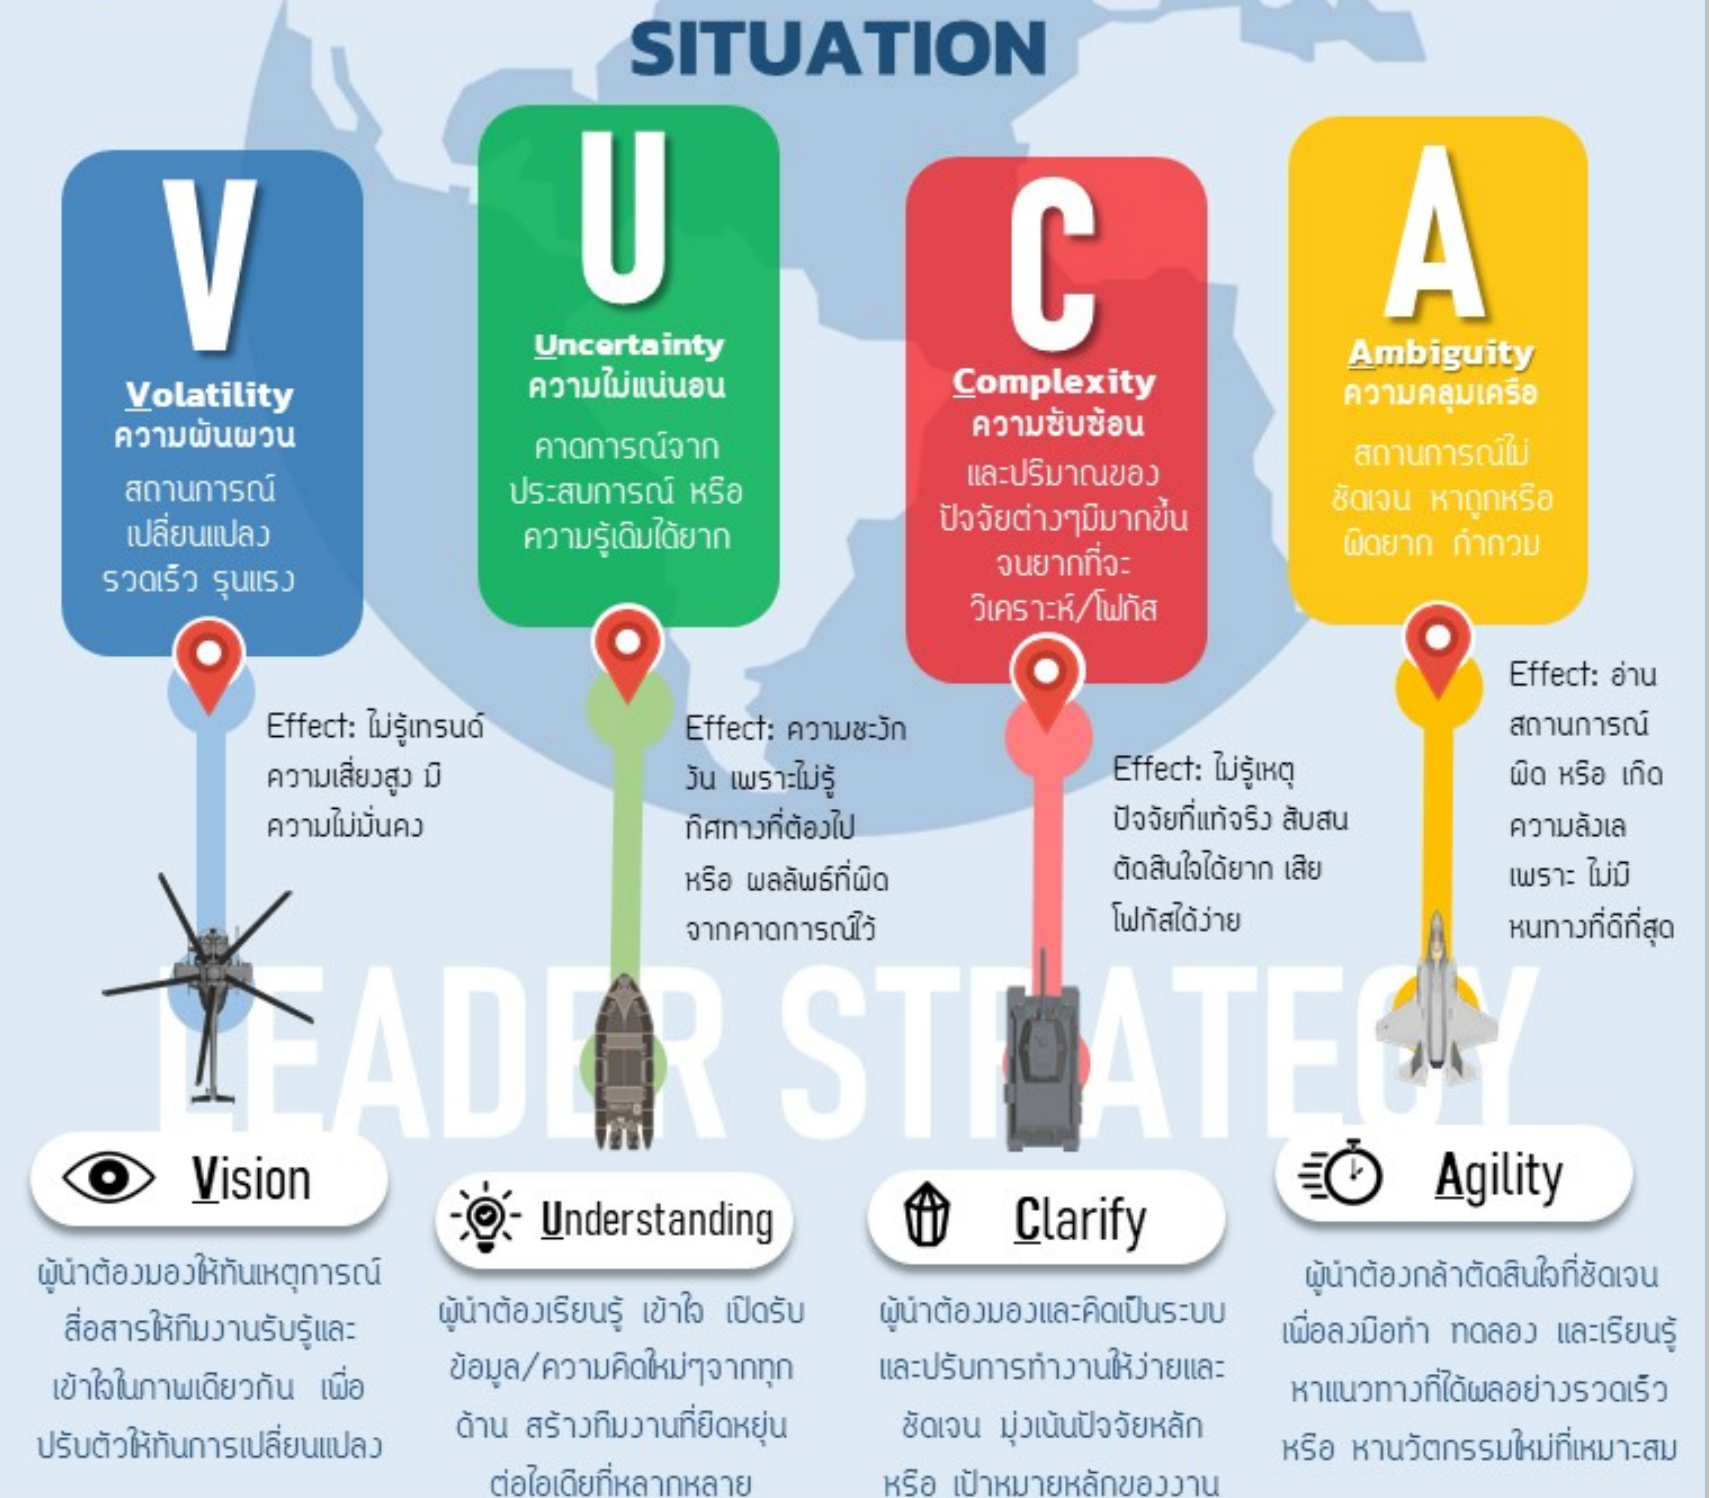 SITUATION
V
Volatility
ความผันผวน
สถานการณ์
เปลี่ยนแปลง
รวดเร็ว รุนแรง
U
Uncertainty
ความไม่แน่นอน
คาดการณ์จาก
ประสบการณ์ หรือ
ความรู้เดิมได้ยาก
C
Complexity
ความซับซ้อน
และปริมาณของ
ปัจจัยต่างๆมีมากขึ้น
จนยากที่จะ
วิเคราะห์/โฟกัส
A
Ambiguity
ความคลุมเครือ
สถานการณ์ไม่
ชัดเจน หาถูกหรือ
ผิดยาก กำกวม
Effect: ไม่รู้เทรนด์
ความเสี่ยงสูง มี
ความไม่มั่นคง
Effect: ความชะงัก
งัน เพราะไม่รู้
ทิศทางที่ต้องไป
หรือ ผลลัพธ์ที่ผิด
จากคาดการณ์ไว้
Effect: ไม่รู้เหตุ
ปัจจัยที่แท้จริง สับสน
ตัดสินใจได้ยาก เสีย
โฟกัสได้ง่าย
Effect: อ่าน
สถานการณ์
ผิด หรือ เกิด
ความลังเล
เพราะ ไม่มี
หนทางที่ดีที่สุด
LEADER STRATEGY
Vision
ผู้นำต้องมองให้ทันเหตุการณ์
สื่อสารให้ทีมงานรับรู้และ
เข้าใจในภาพเดียวกัน เพื่อ
ปรับตัวให้ทันการเปลี่ยนแปลง
Understanding
ผู้นำต้องเรียนรู้ เข้าใจ เปิดรับ
ข้อมูล/ความคิดใหม่ๆจากทุก
ด้าน สร้างทีมงานที่ยืดหยุ่น
ต่อไอเดียที่หลากหลาย
Clarify
ผู้นำต้องมองและคิดเป็นระบบ
และปรับการทำงานให้ง่ายและ
ชัดเจน มุ่งเน้นปัจจัยหลัก
หรือ เป้าหมายหลักของงาน
Agility
ผู้นำต้องกล้าตัดสินใจที่ชัดเจน
เพื่อลงมือทำ ทดลอง และเรียนรู้
หาแนวทางที่ได้ผลอย่างรวดเร็ว
หรือ หานวัตกรรมใหม่ที่เหมาะสม